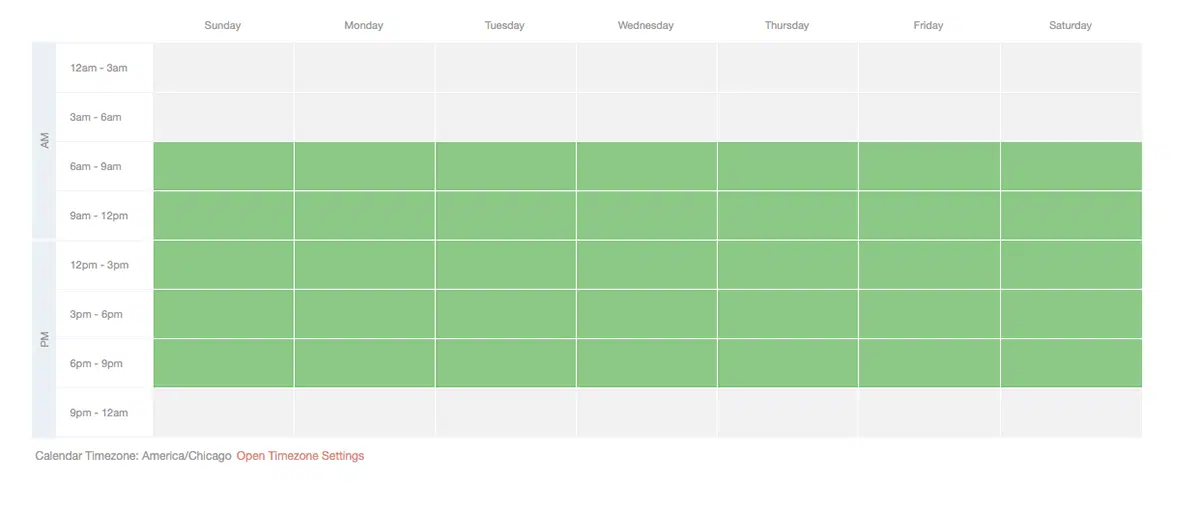 Sunday Monday Tuesday Wednesday Thursday Friday Saturday
AM
12am - 3am
3am - 6am
6am - 9am
9am - 12pm
PM
12pm - 3pm
3pm - 6pm
6pm - 9pm
9pm - 12am
Calendar Timezone: America/Chicago Open Timezone Settings